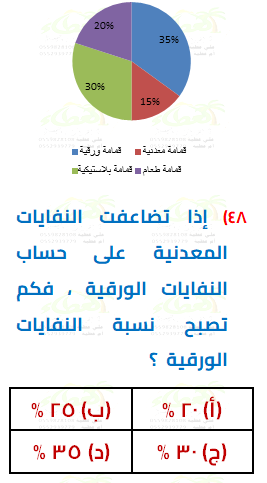 20%
35%
30%
15%
قمامة ورقية
قمامة معدنية
قمامة بلاستيكية
قمامة طعام
٤٨) إذا تضاعفت النفايات
المعدنية على حساب
النفايات الورقية ، فكم
تصبح نسبة النفايات
الورقية ؟
(أ) ٢٠ %
(ب) ٢٥ %
(ج) ٣٠ %
(د) ٣٥ %